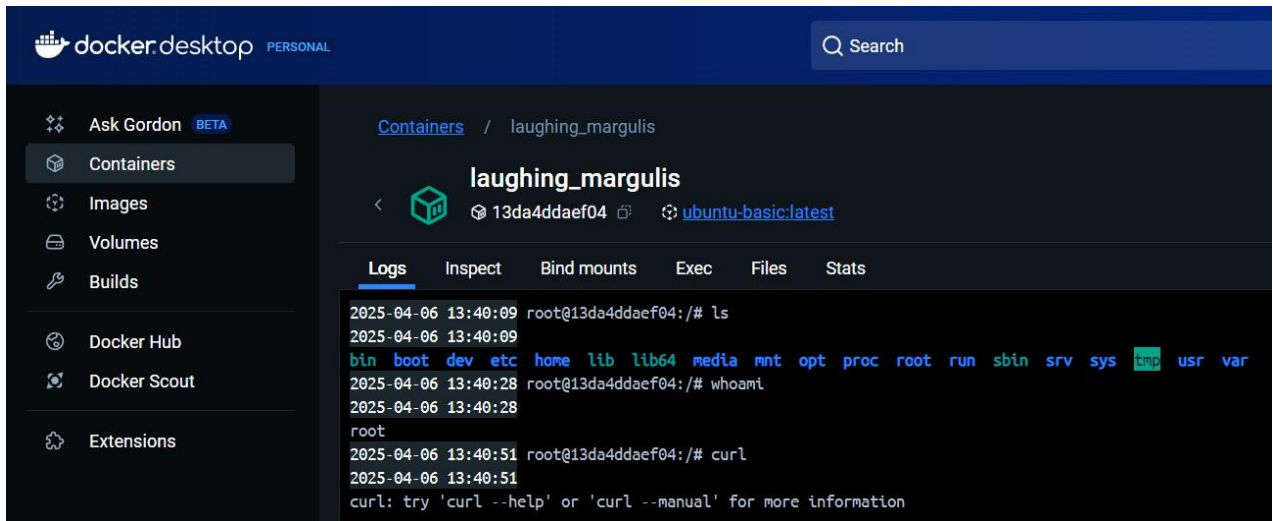 docker.desktop PERSONAL
Search
Ask Gordon BETA
Containers
Images
Volumes
Builds
Docker Hub
Docker Scout
Extensions
Containers / laughing_margulis
laughing_margulis
13da4ddaef04 ubuntu-basic:latest
Logs Inspect Bind mounts Exec Files Stats
2025-04-06 13:40:09 root@13da4ddaef04:/# ls
2025-04-06 13:40:09
bin boot dev etc home lib lib64 media mnt opt proc root run sbin srv sys tmp usr var
2025-04-06 13:40:28 root@13da4ddaef04:/# whoami
2025-04-06 13:40:28
root
2025-04-06 13:40:51 root@13da4ddaef04:/# curl
2025-04-06 13:40:51
curl: try 'curl --help' or 'curl --manual' for more information